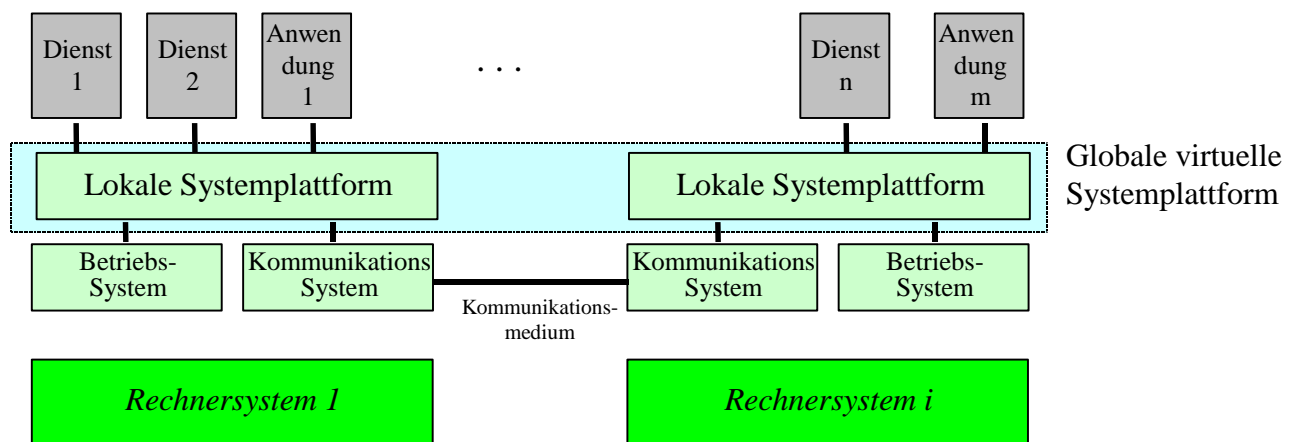 Dienst
1
Dienst
2
Anwen
dung
1
. . .
Dienst
n
Anwen
dung
m
Lokale Systemplattform
Lokale Systemplattform
Globale virtuelle
Systemplattform
Betriebs-
System
Kommunikations
System
Kommunikations-
medium
Kommunikations
System
Betriebs-
System
Rechnersystem 1
Rechnersystem i